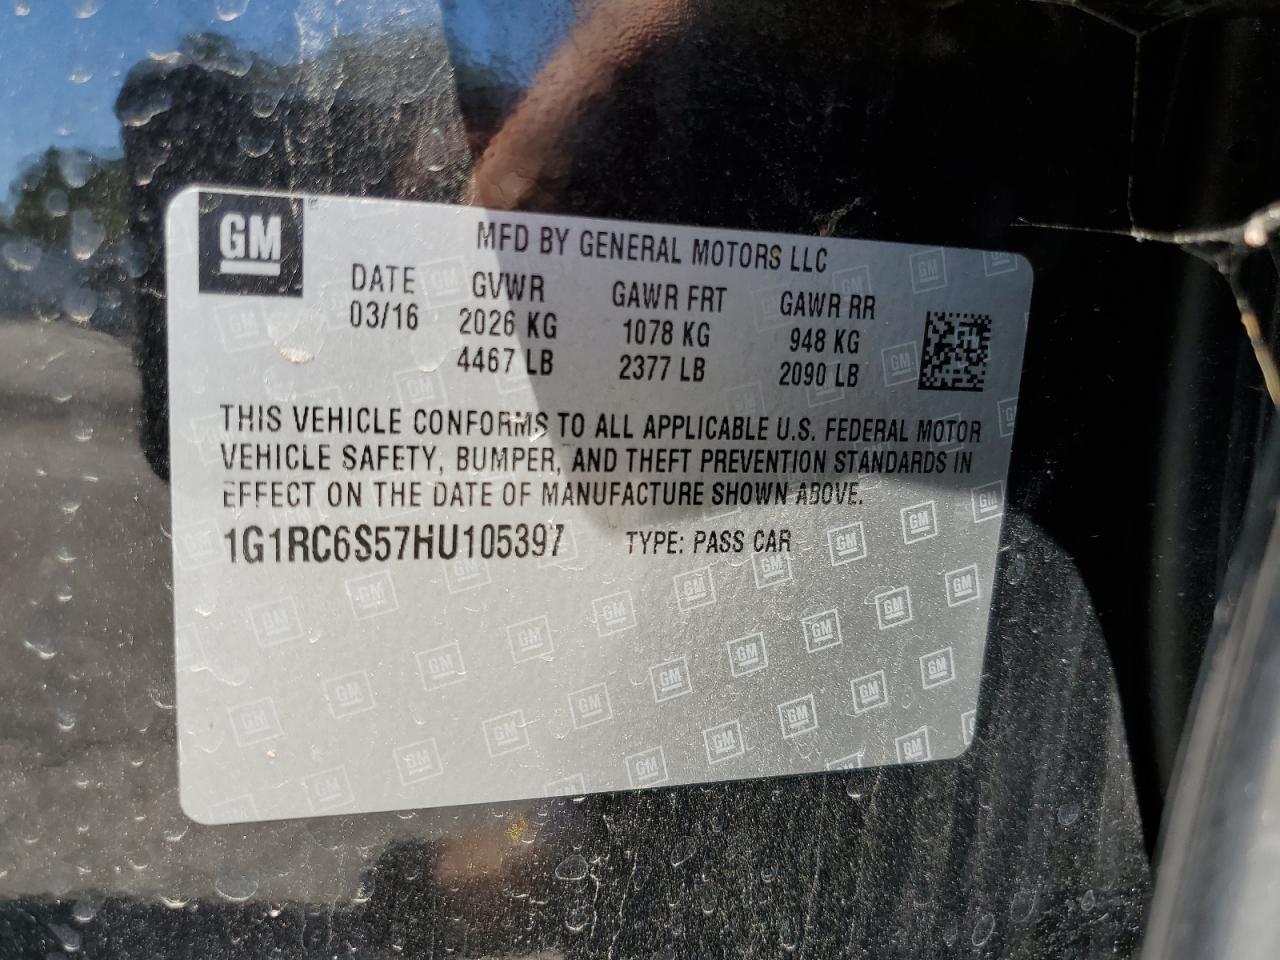 GM
MFD BY GENERAL MOTORS LLC
DATE GVWR GAWR FRT GAWR RR
03/16 2026 KG 1078 KG 948 KG
4467 LB 2377 LB 2090 LB
THIS VEHICLE CONFORMS TO ALL APPLICABLE U.S. FEDERAL MOTOR
VEHICLE SAFETY, BUMPER, AND THEFT PREVENTION STANDARDS IN
EFFECT ON THE DATE OF MANUFACTURE SHOWN ABOVE.
1G1RC6S57HU105397 TYPE: PASS CAR